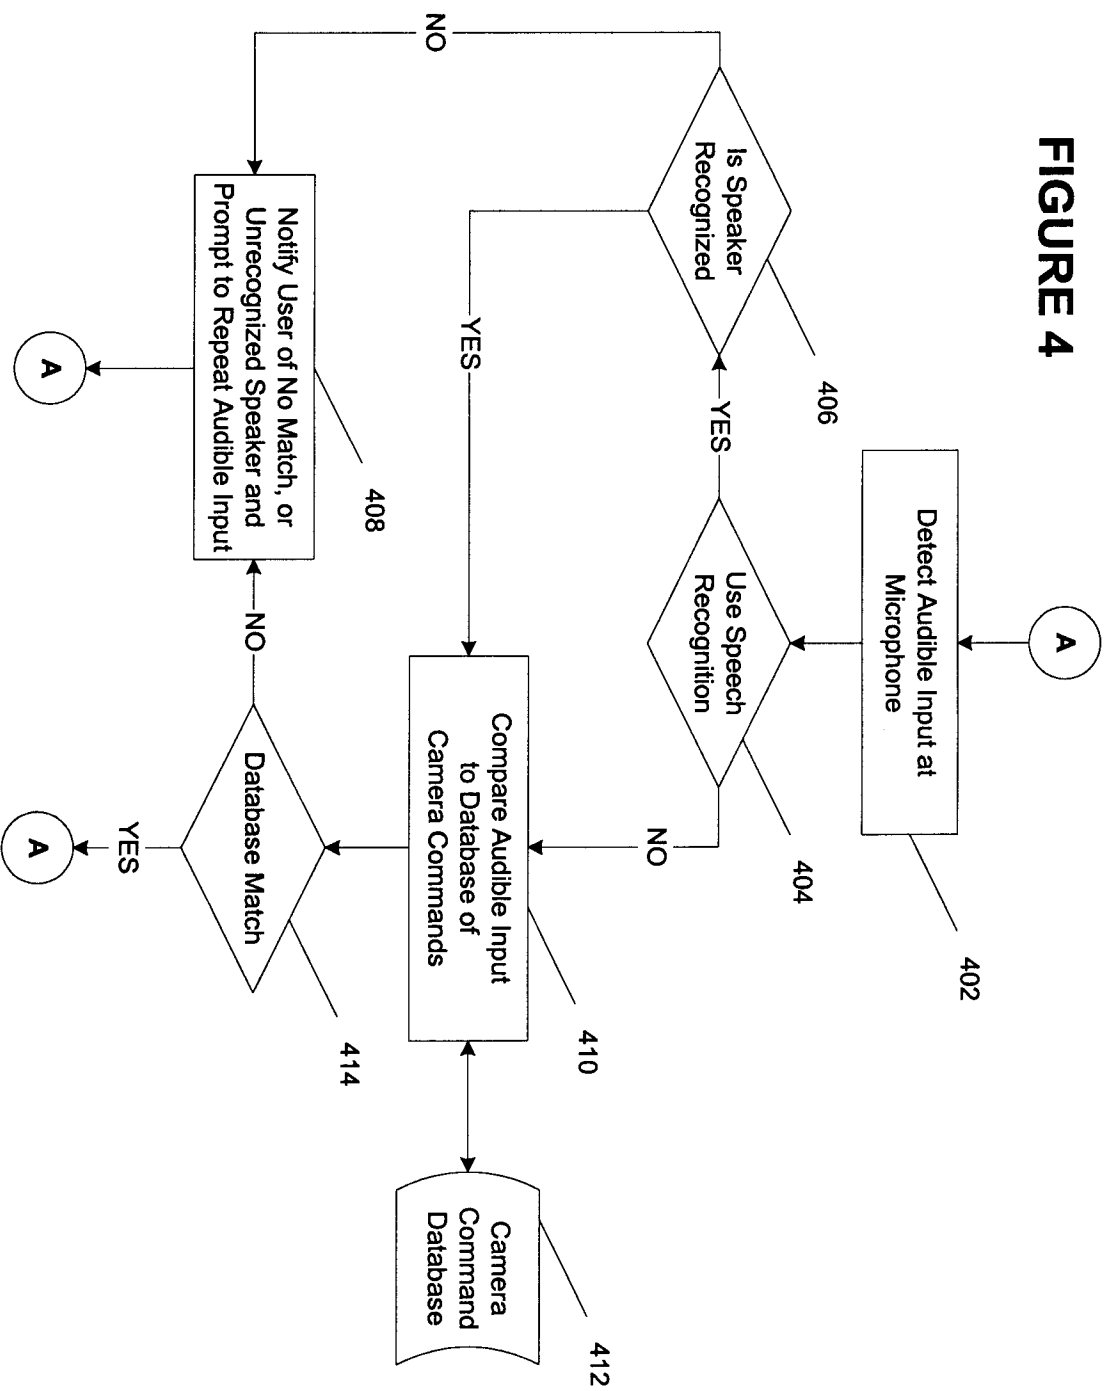 FIGURE 4
A
Detect Audible Input at
Microphone
402
Use Speech
Recognition
404
YES
NO
Is Speaker
Recognized
406
NO
YES
Compare Audible Input
to Database of
Camera Commands
410
Camera
Command
Database
412
Notify User of No Match, or
Unrecognized Speaker and
Prompt to Repeat Audible Input
408
NO
Database Match
414
A
YES
A